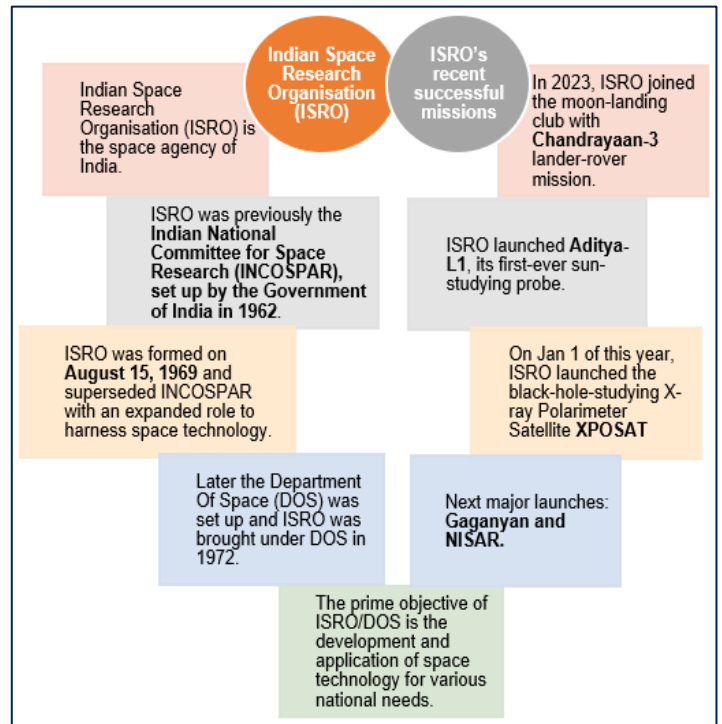 Indian Space
Research
Organisation
(ISRO)
ISRO's
recent
successful
missions
Indian Space
Research
Organisation (ISRO) is
the space agency of
India.
In 2023, ISRO joined
the moon-landing
club with
Chandrayaan-3
lander-rover
mission.
ISRO was previously the
Indian National
Committee for Space
Research (INCOSPAR),
set up by the Government
of India in 1962.
ISRO launched Aditya-
L1, its first-ever sun-
studying probe.
ISRO was formed on
August 15, 1969 and
superseded INCOSPAR
with an expanded role to
harness space technology.
On Jan 1 of this year,
ISRO launched the
black-hole-studying X-
ray Polarimeter
Satellite XPOSAT
Later the Department
Of Space (DOS) was
set up and ISRO was
brought under DOS in
1972.
Next major launches:
Gaganyan and
NISAR.
The prime objective of
ISRO/DOS is the
development and
application of space
technology for various
national needs.